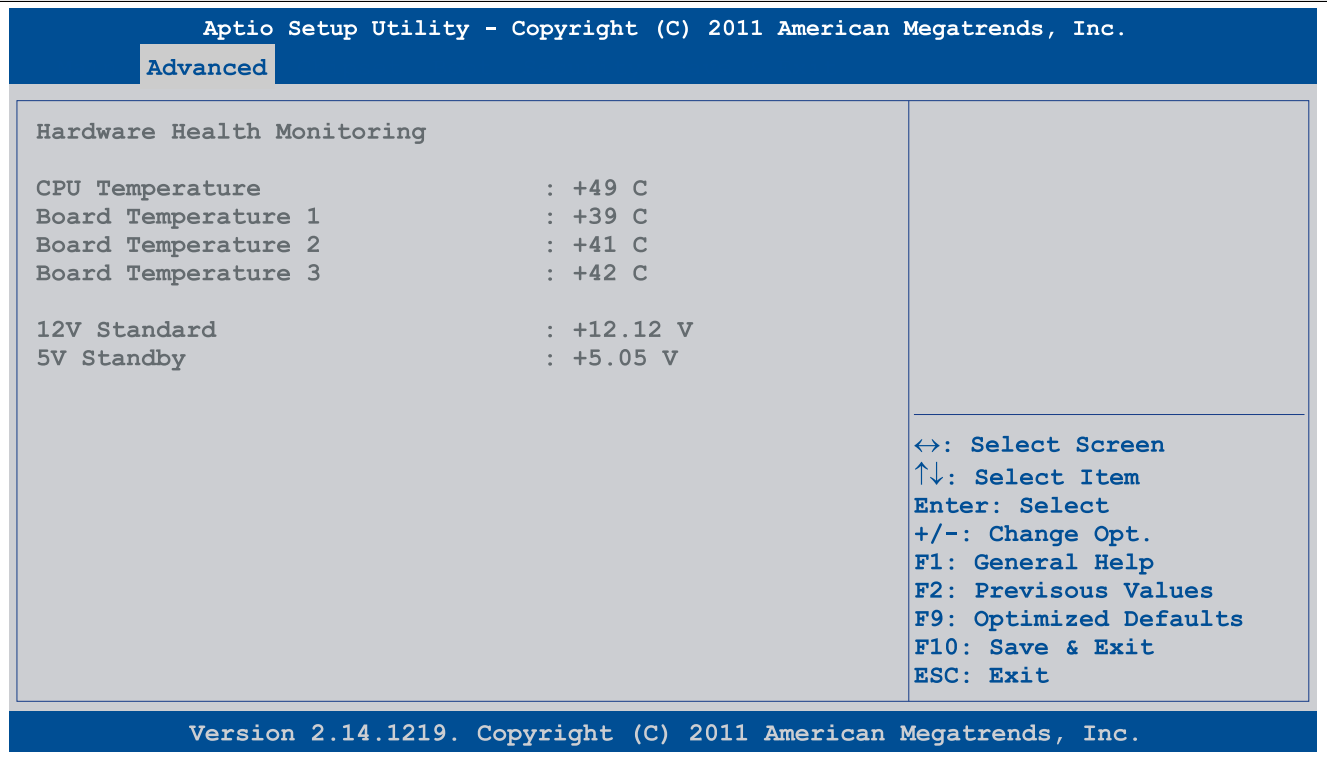 Aptio Setup Utility - Copyright (C) 2011 American Megatrends, Inc.
Advanced
Hardware Health Monitoring
CPU Temperature : +49 C
Board Temperature 1 : +39 C
Board Temperature 2 : +41 C
Board Temperature 3 : +42 C
12V Standard : +12.12 V
5V Standby : +5.05 V
↔: Select Screen
↑↓: Select Item
Enter: Select
+/-: Change Opt.
F1: General Help
F2: Previsous Values
F9: Optimized Defaults
F10: Save & Exit
ESC: Exit
Version 2.14.1219. Copyright (C) 2011 American Megatrends, Inc.